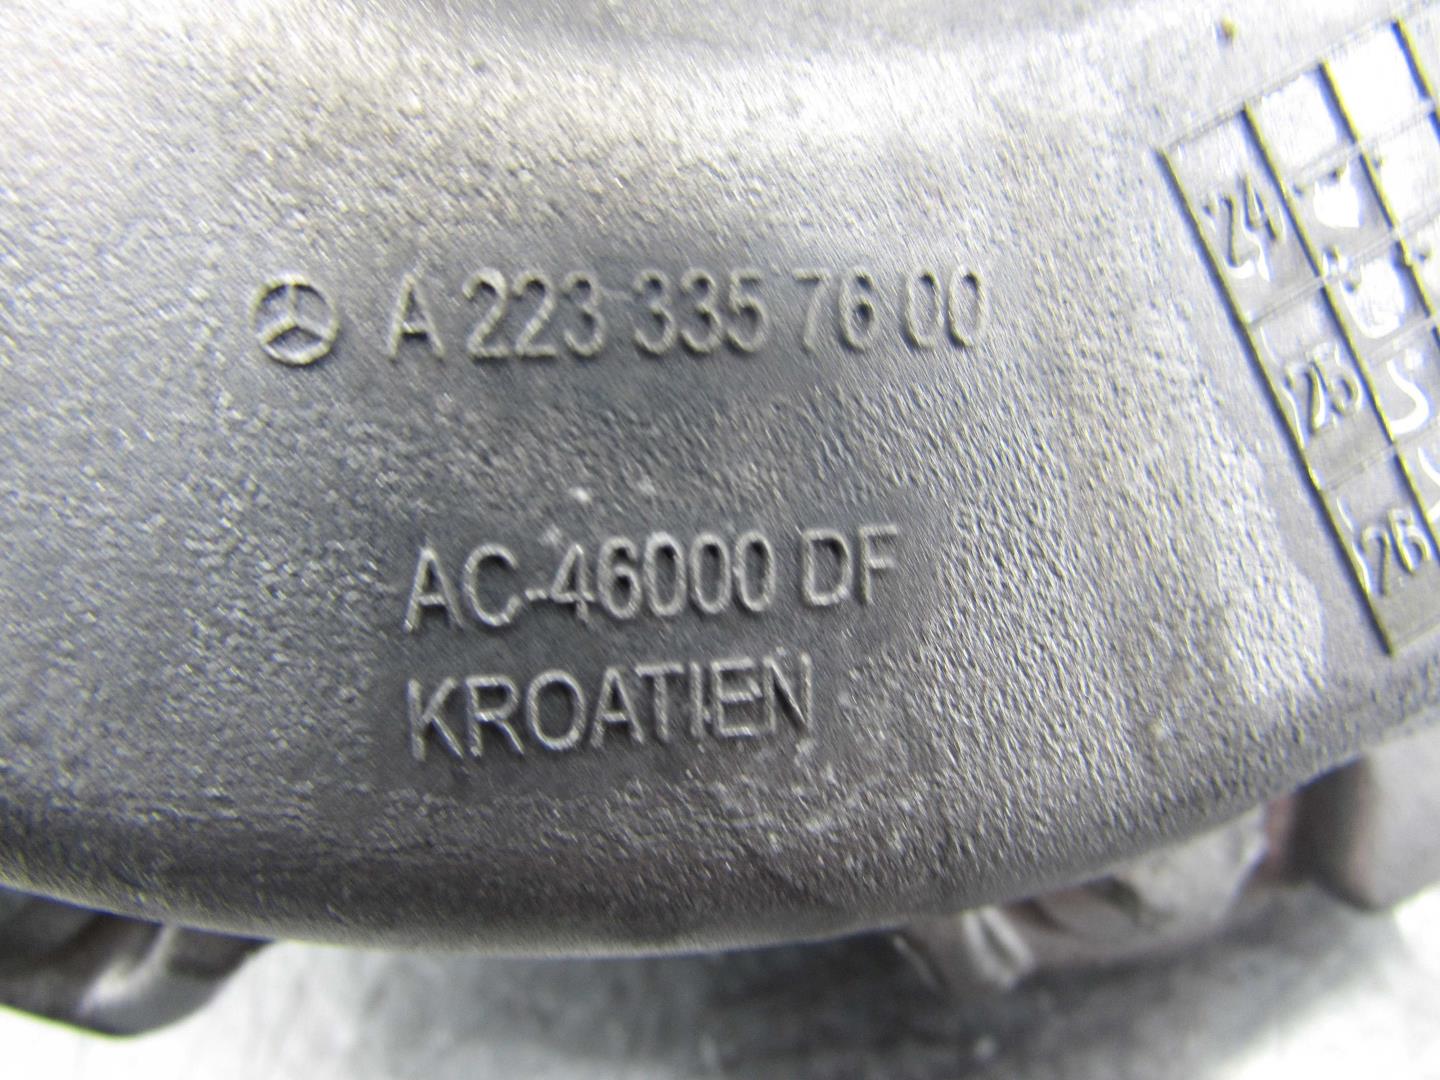 A 223 335 76 00
AC-46000 DF
KROATIEN
24
25
26